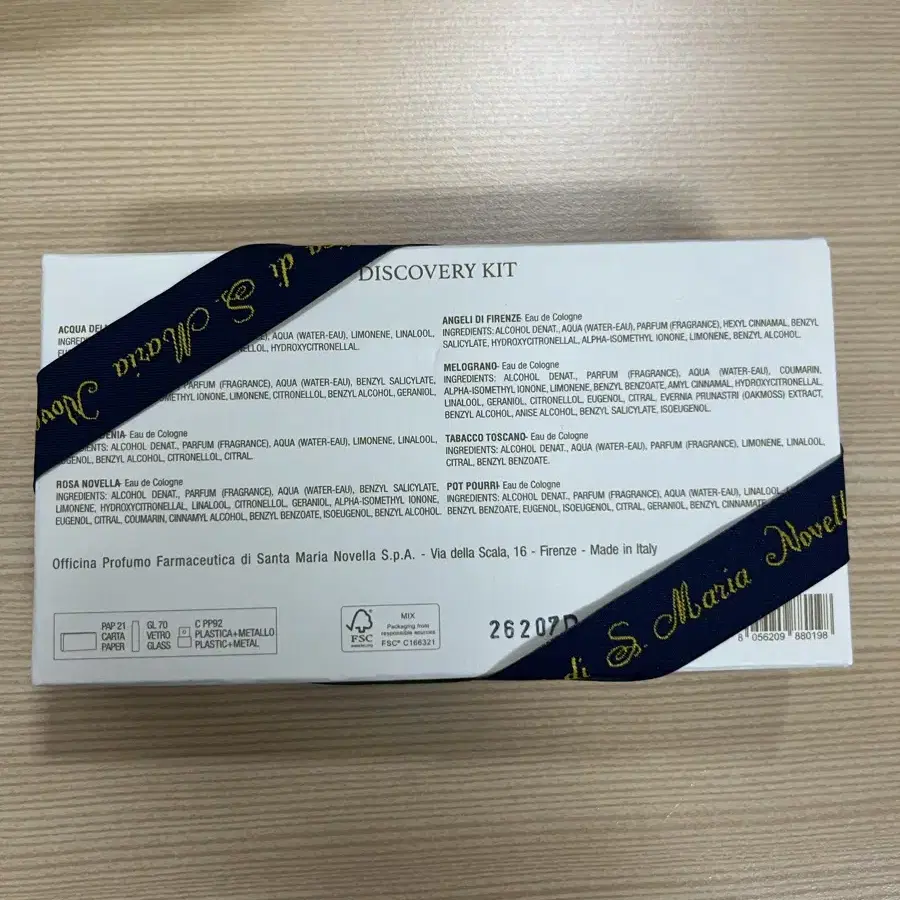 DISCOVERY KIT
ACQUA
AQUA (WATER-EAU), LIMONENE, LINALOOL,
HYDROXYCITRONELLAL.
PARFUM (FRAGRANCE), AQUA (WATER-EAU), BENZYL SALICYLATE,
IONONE, LIMONENE, CITRONELLOL, BENZYL ALCOHOL, GERANIOL,
Eau de Cologne
ALCOHOL DENAT., PARFUM (FRAGRANCE), AQUA (WATER-EAU), LIMONENE, LINALOOL,
BENZYL ALCOHOL, CITRONELLOL, CITRAL.
ROSA NOVELLA- Eau de Cologne
INGREDIENTS: ALCOHOL DENAT., PARFUM (FRAGRANCE), AQUA (WATER-EAU), BENZYL SALICYLATE,
LIMONENE, HYDROXYCITRONELLAL, LINALOOL, CITRONELLOL, GERANIOL, ALPHA-ISOMETHYL IONONE,
EUGENOL, CITRAL, COUMARIN, CINNAMYL ALCOHOL, BENZYL BENZOATE, ISOEUGENOL, BENZYL ALCOHOL.
ANGELI DI FIRENZE- Eau de Cologne
INGREDIENTS: ALCOHOL DENAT., AQUA (WATER-EAU), PARFUM (FRAGRANCE), HEXYL CINNAMAL, BENZYL
SALICYLATE, HYDROXYCITRONELLAL, ALPHA-ISOMETHYL IONONE, LIMONENE, BENZYL ALCOHOL.
MELOGRANO- Eau de Cologne
INGREDIENTS: ALCOHOL DENAT., PARFUM (FRAGRANCE), AQUA (WATER-EAU), COUMARIN,
ALPHA-ISOMETHYL IONONE, LIMONENE, BENZYL BENZOATE, AMYL CINNAMAL, HYDROXYCITRONELLAL,
LINALOOL, GERANIOL, CITRONELLOL, EUGENOL, CITRAL, EVERNIA PRUNASTRI (OAKMOSS) EXTRACT,
BENZYL ALCOHOL, ANISE ALCOHOL, BENZYL SALICYLATE, ISOEUGENOL.
TABACCO TOSCANO- Eau de Cologne
INGREDIENTS: ALCOHOL DENAT., AQUA (WATER-EAU), PARFUM (FRAGRANCE), LIMONENE, LINALOOL,
CITRAL, BENZYL BENZOATE.
POT POURRI- Eau de Cologne
INGREDIENTS: ALCOHOL DENAT., PARFUM (FRAGRANCE), AQUA (WATER-EAU), LINALOOL,
BENZYL BENZOATE, EUGENOL, ISOEUGENOL, CITRAL, GERANIOL, BENZYL CINNAMATE
Officina Profumo Farmaceutica di Santa Maria Novella S.p.A. - Via della Scala, 16 - Firenze - Made in Italy
PAP 21
CARTA
PAPER
GL 70
VETRO
GLASS
C PP92
PLASTICA+METALLO
PLASTIC+METAL
FSC
www.fsc.org
MIX
Packaging from
responsible sources
FSC® C166321
26207
8 056209 880198
di S. Maria Novella
di S. Maria Novella